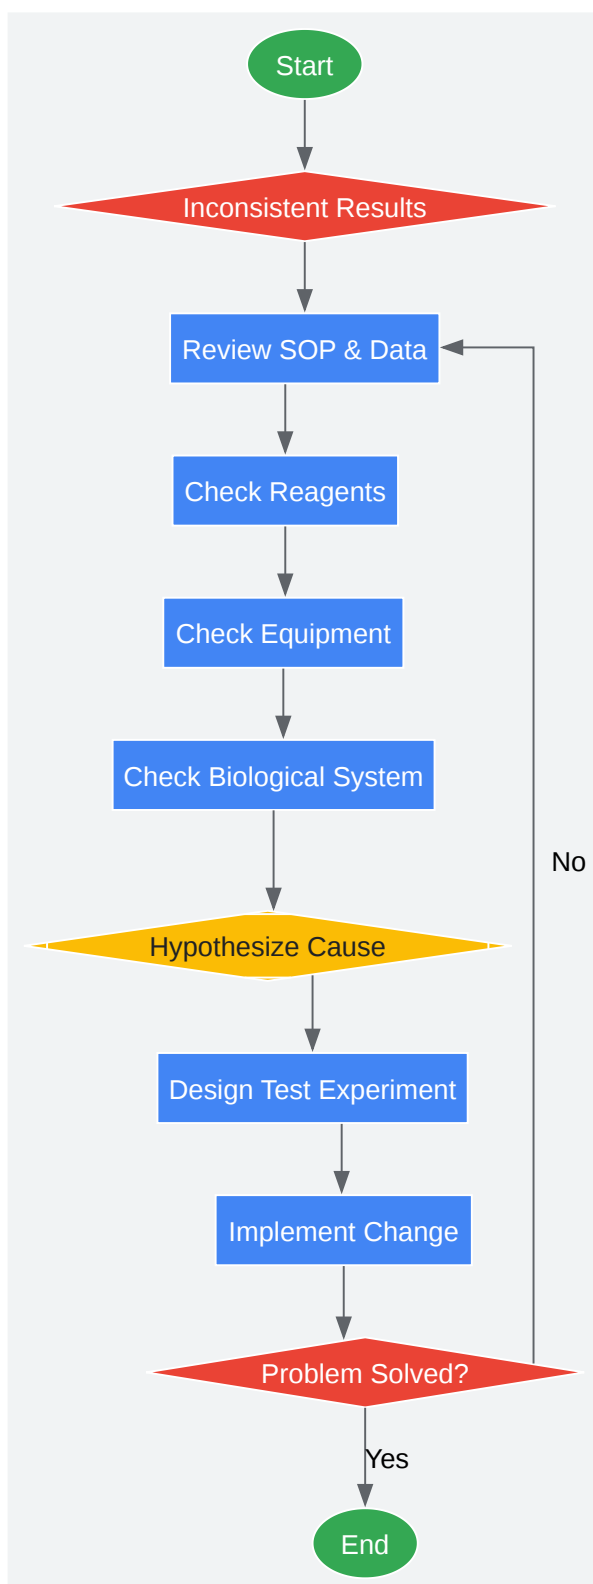 Start
Inconsistent Results
Review SOP & Data
Check Reagents
Check Equipment
Check Biological System
No
Hypothesize Cause
Design Test Experiment
Implement Change
Problem Solved?
Yes
End